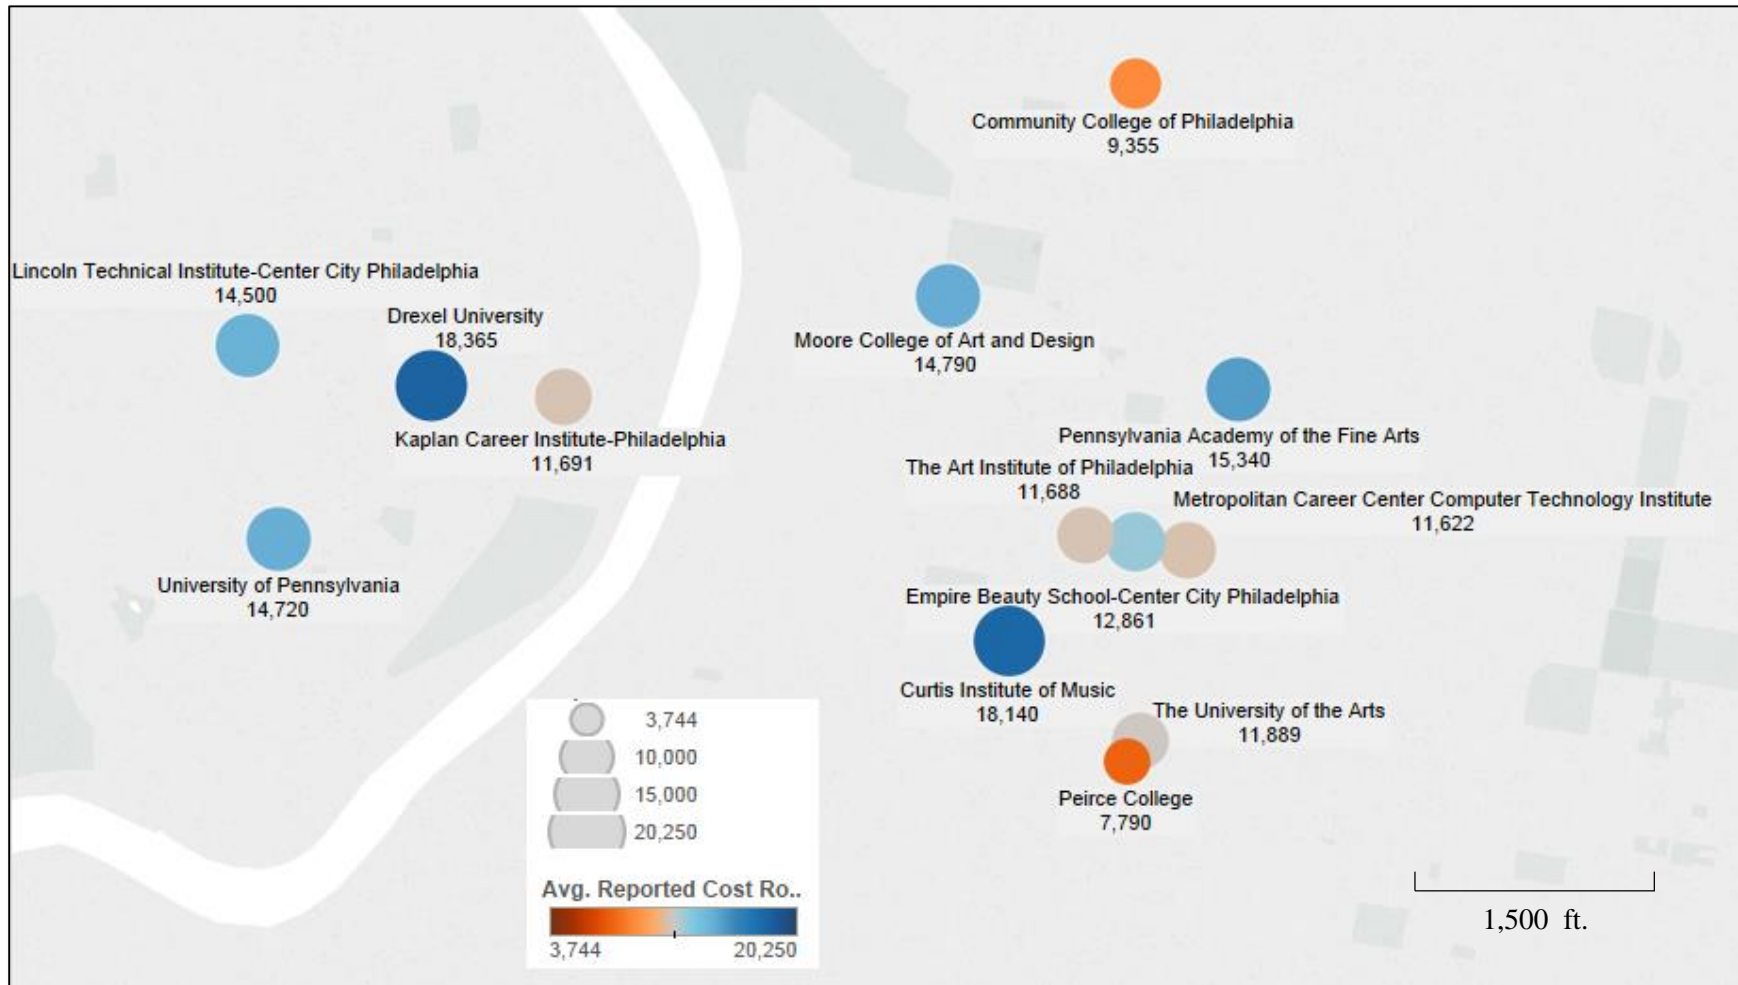 Community College of Philadelphia
9,355
Lincoln Technical Institute-Center City Philadelphia
14,500
Drexel University
18,365
Moore College of Art and Design
14,790
Kaplan Career Institute-Philadelphia
11,691
Pennsylvania Academy of the Fine Arts
15,340
The Art Institute of Philadelphia
11,688
Metropolitan Career Center Computer Technology Institute
11,622
University of Pennsylvania
14,720
Empire Beauty School-Center City Philadelphia
12,861
Curtis Institute of Music
18,140
The University of the Arts
11,889
Peirce College
7,790
3,744
10,000
15,000
20,250
Avg. Reported Cost Ro..
3,744 20,250
1,500 ft.